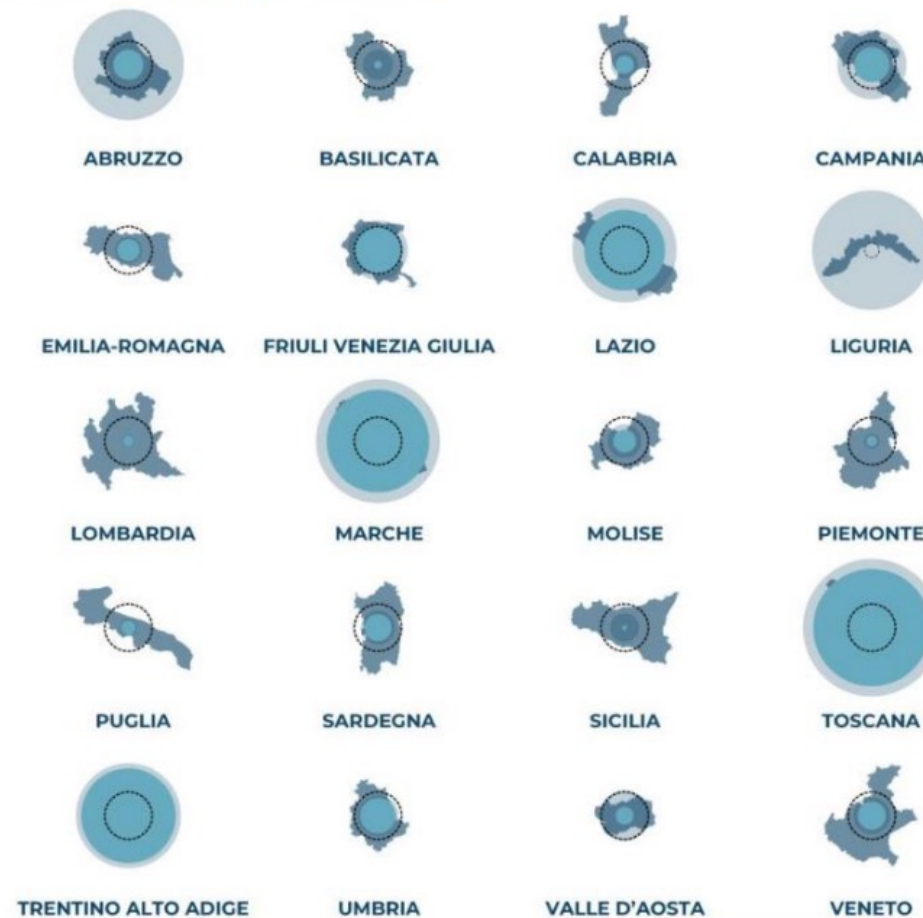 ABRUZZO BASILICATA CALABRIA CAMPANIA
EMILIA-ROMAGNA FRIULI VENEZIA GIULIA LAZIO LIGURIA
LOMBARDIA MARCHE MOLISE PIEMONTE
PUGLIA SARDEGNA SICILIA TOSCANA
TRENTINO ALTO ADIGE UMBRIA VALLE D'AOSTA VENETO